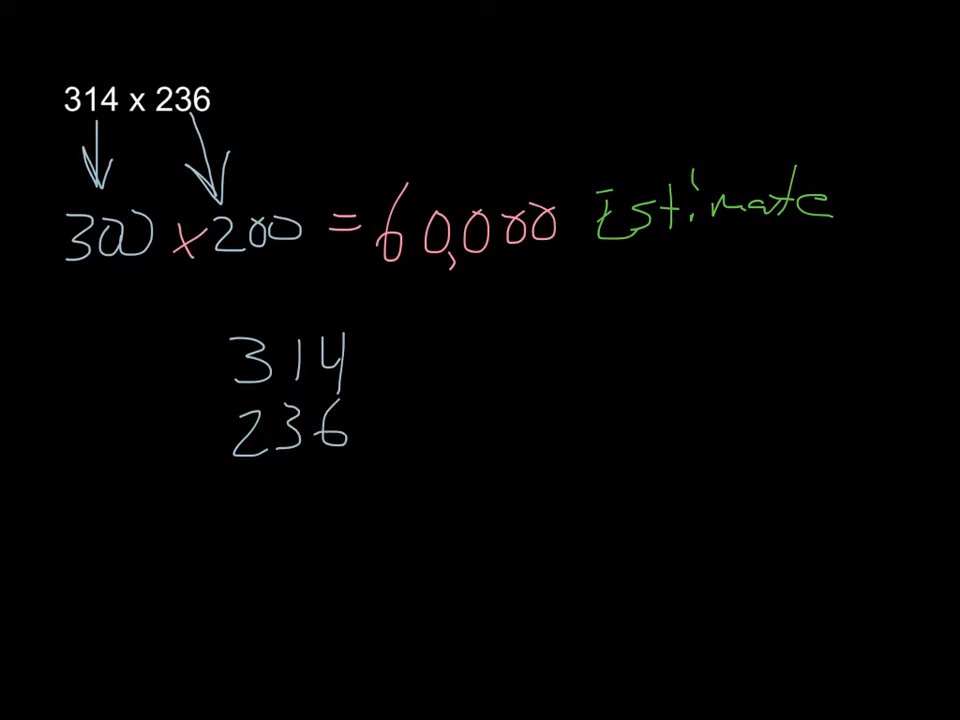 314 x 236
300 x 200 = 60,000 Estimate
314
236